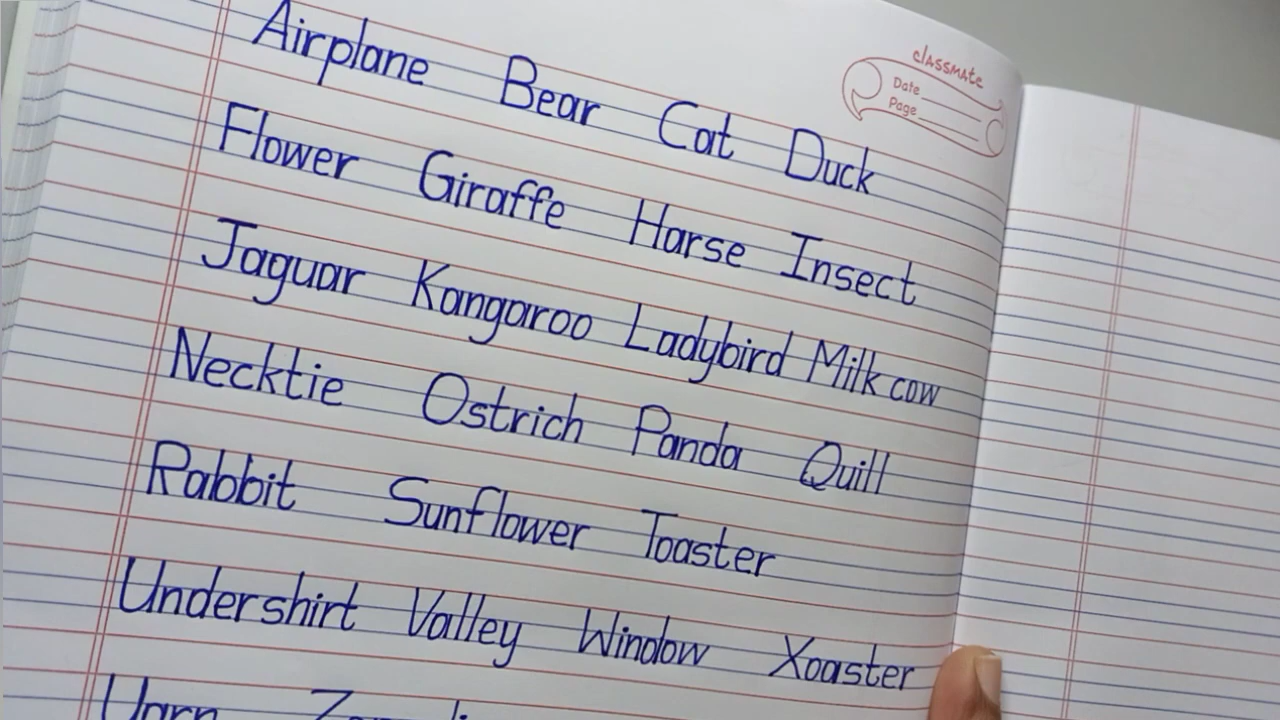 classmate
Date
Page
Airplane Bear Cat Duck
Flower Giraffe Harse Insect
Jaguar Kangaroo Ladybird Milk cow
Necktie Ostrich Panda Quill
Rabbit Sunflower Toaster
Undershirt Valley Window Xoaster